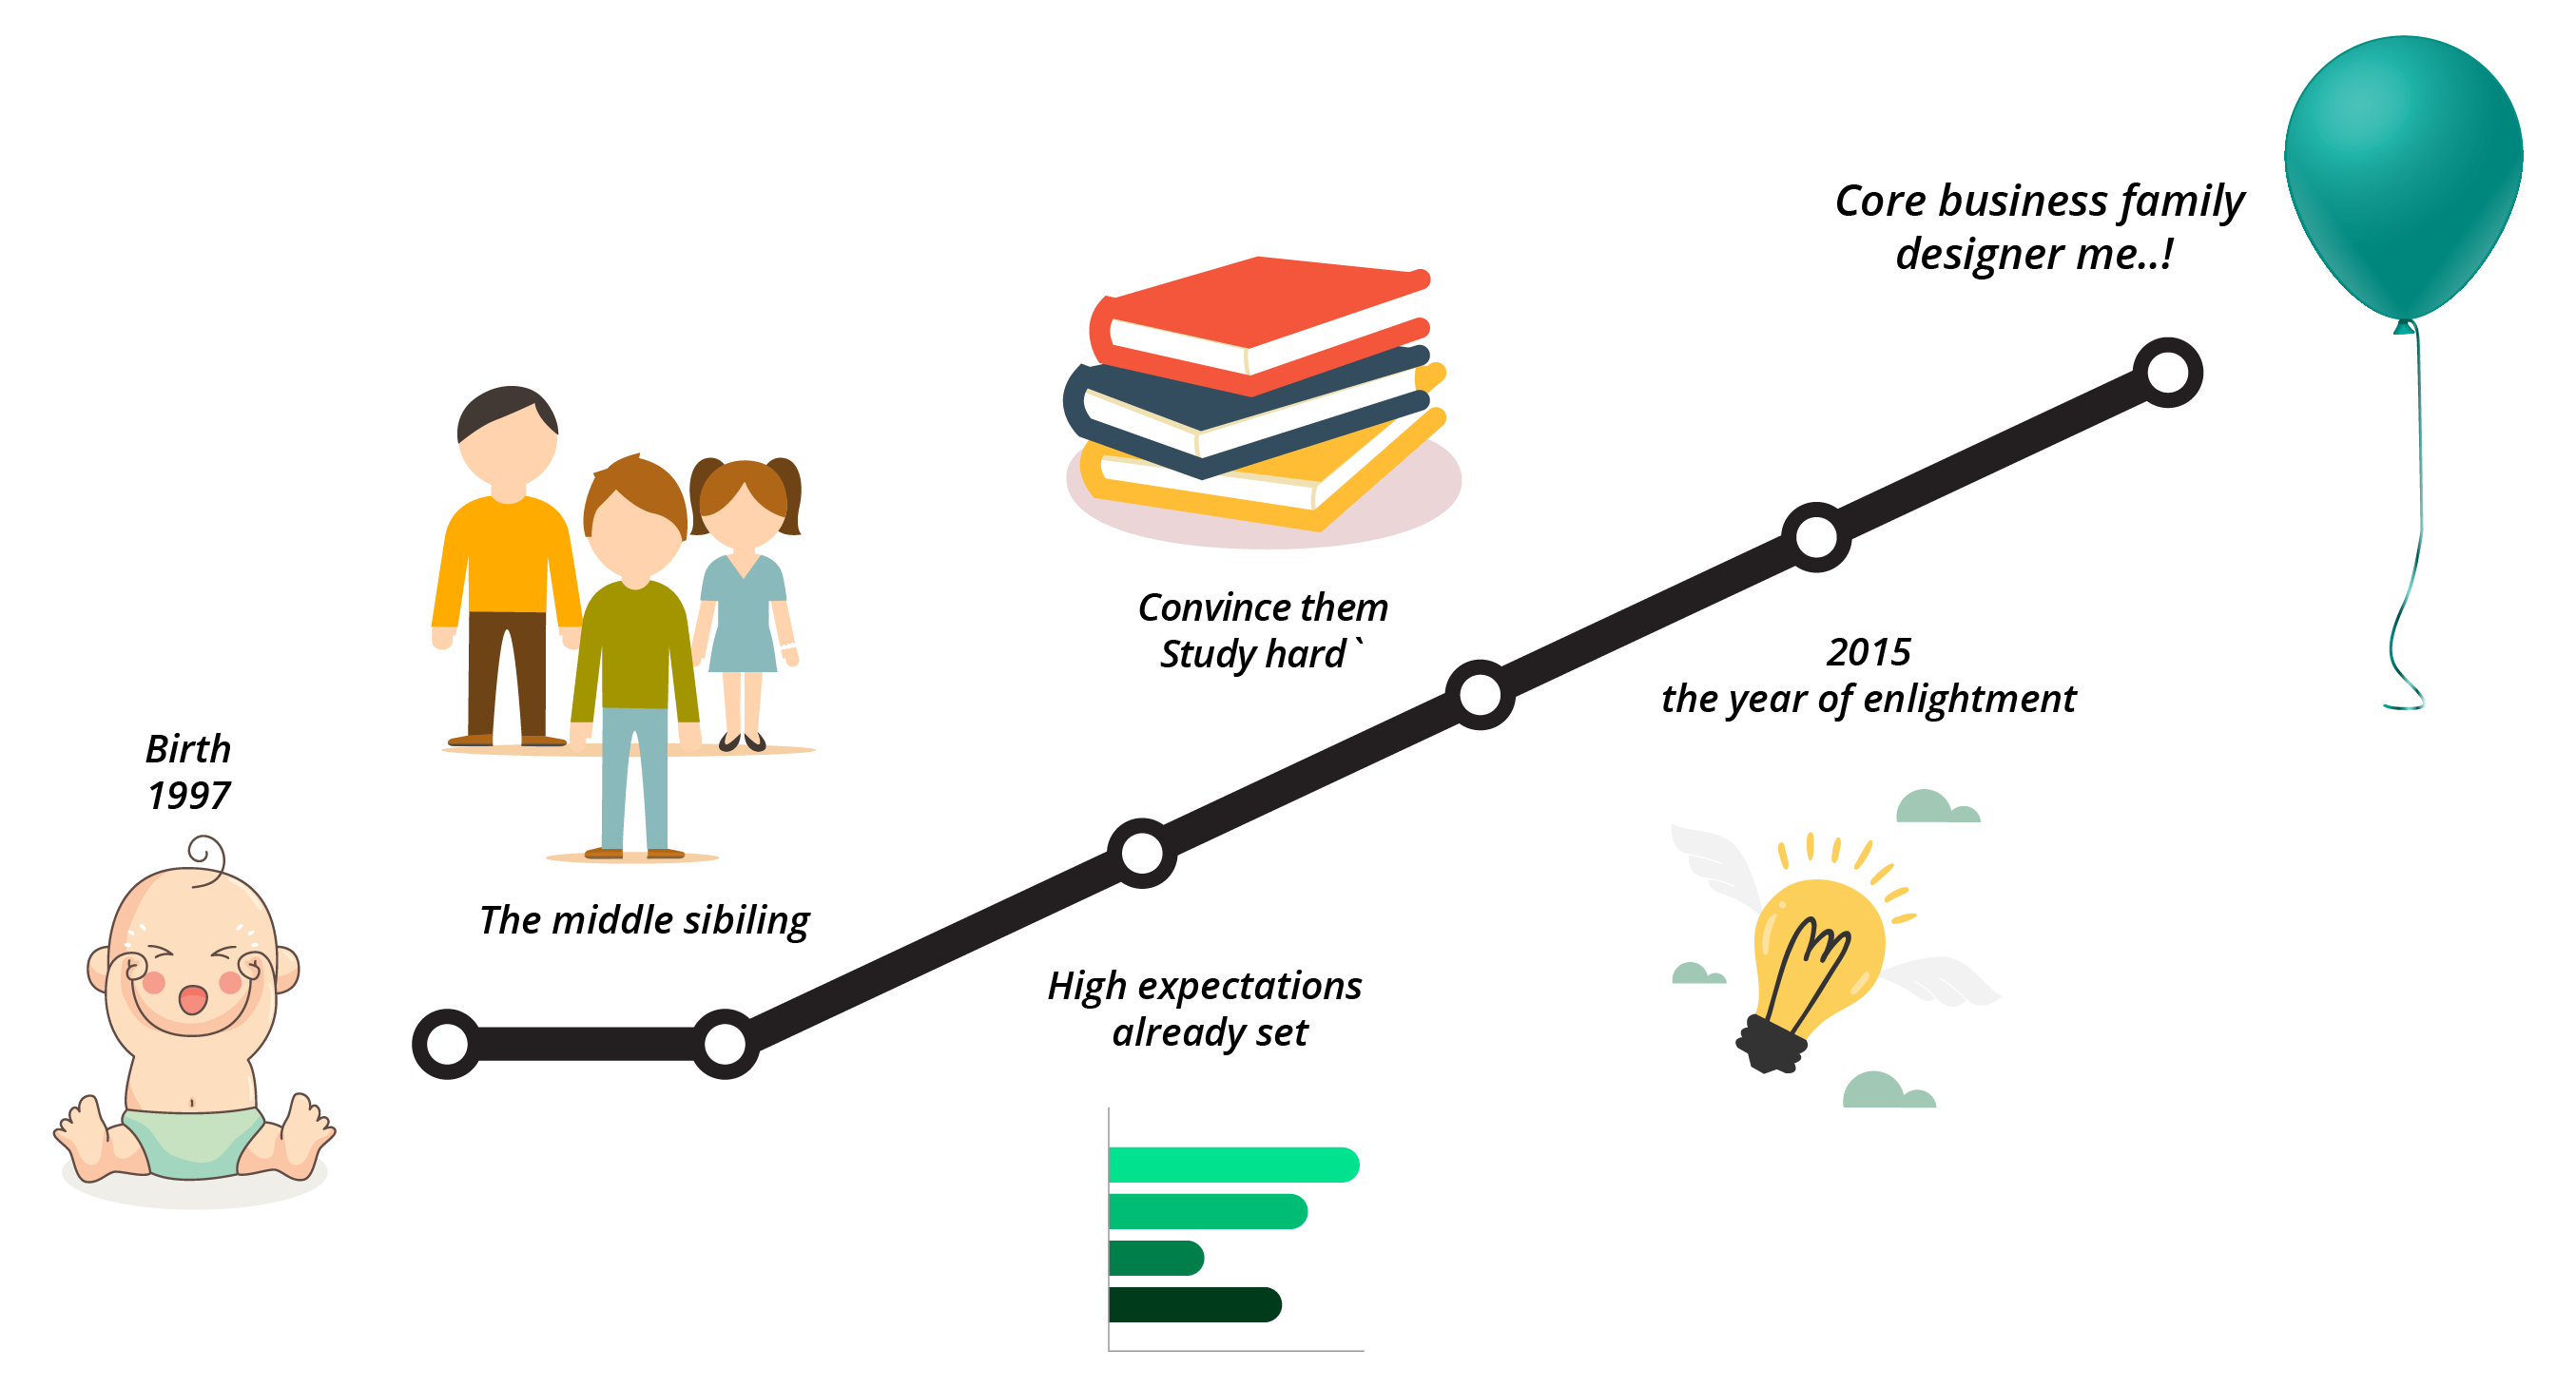 Birth
1997
The middle sibiling
High expectations
already set
Convince them
Study hard`
2015
the year of enlightment
Core business family
designer me..!